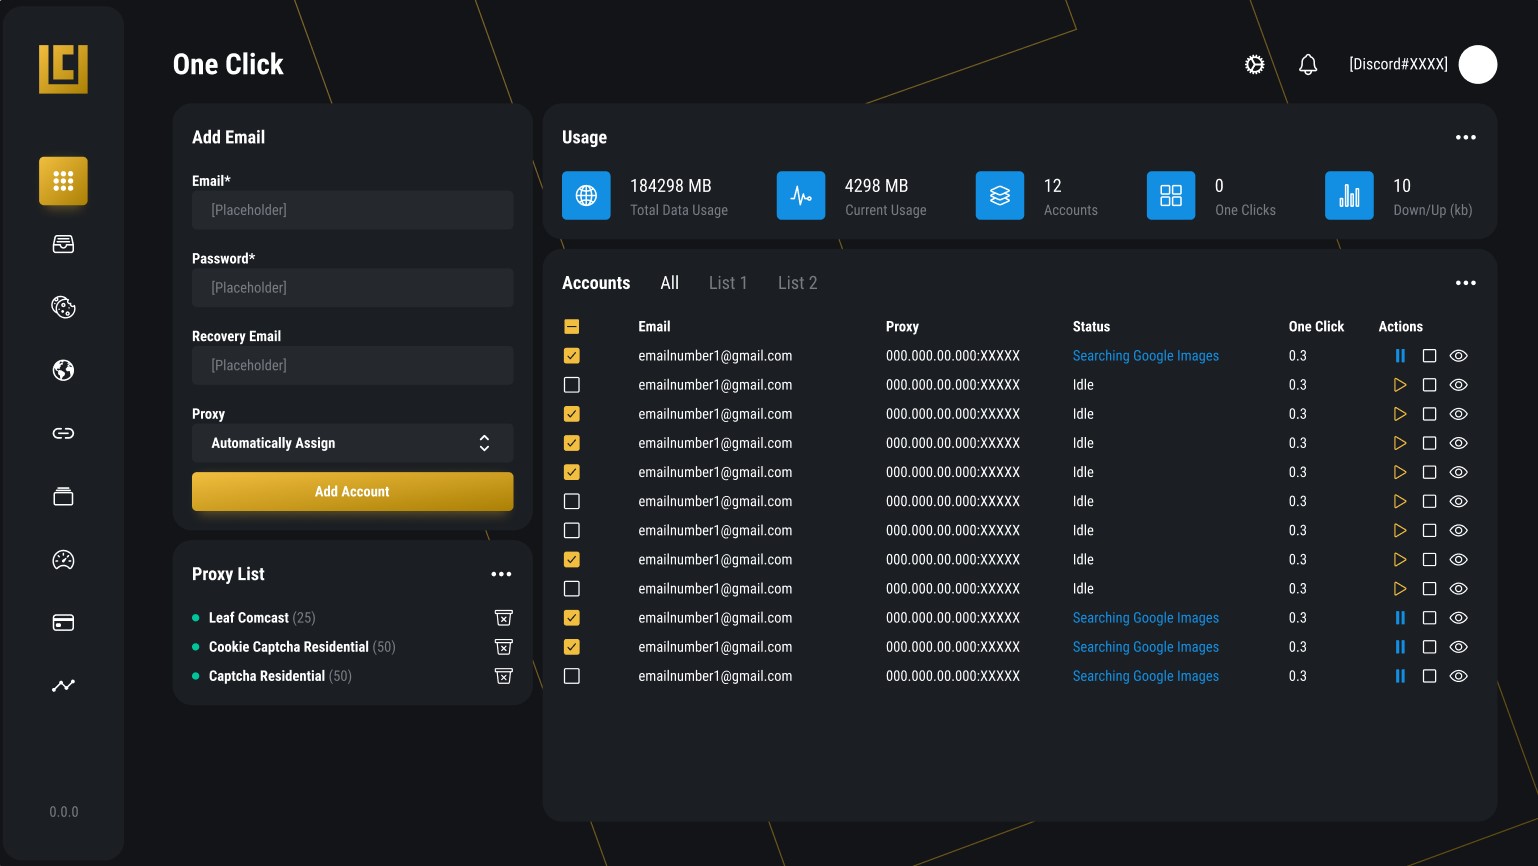 One Click
[Discord#XXXX]
Add Email
Email*
[Placeholder]
Password*
[Placeholder]
Recovery Email
[Placeholder]
Proxy
Automatically Assign
Add Account
Proxy List
Leaf Comcast (25)
Cookie Captcha Residential (50)
Captcha Residential (50)
0.0.0
Usage
184298 MB
Total Data Usage
4298 MB
Current Usage
12
Accounts
0
One Clicks
10
Down/Up (kb)
Accounts All List 1 List 2
Email Proxy Status One Click Actions
emailnumber1@gmail.com 000.000.00.000:XXXXX Searching Google Images 0.3
emailnumber1@gmail.com 000.000.00.000:XXXXX Idle 0.3
emailnumber1@gmail.com 000.000.00.000:XXXXX Idle 0.3
emailnumber1@gmail.com 000.000.00.000:XXXXX Idle 0.3
emailnumber1@gmail.com 000.000.00.000:XXXXX Idle 0.3
emailnumber1@gmail.com 000.000.00.000:XXXXX Idle 0.3
emailnumber1@gmail.com 000.000.00.000:XXXXX Idle 0.3
emailnumber1@gmail.com 000.000.00.000:XXXXX Idle 0.3
emailnumber1@gmail.com 000.000.00.000:XXXXX Idle 0.3
emailnumber1@gmail.com 000.000.00.000:XXXXX Searching Google Images 0.3
emailnumber1@gmail.com 000.000.00.000:XXXXX Searching Google Images 0.3
emailnumber1@gmail.com 000.000.00.000:XXXXX Searching Google Images 0.3